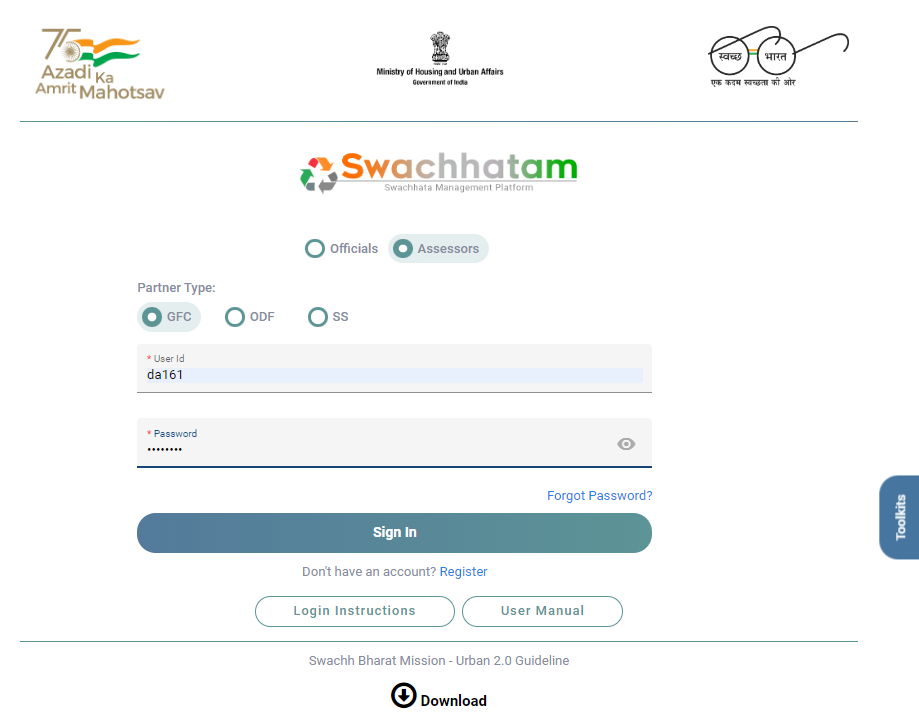 75
Azadi Ka
Amrit Mahotsav
Ministry of Housing and Urban Affairs
Government of India
स्वच्छ भारत
एक कदम स्वच्छता की ओर
Swachhatam
Swachhata Management Platform
Officials Assessors
Partner Type:
GFC ODF SS
* User Id
da161
* Password
••••••••
Forgot Password?
Sign In
Toolkits
Don't have an account? Register
Login Instructions User Manual
Swachh Bharat Mission - Urban 2.0 Guideline
Download